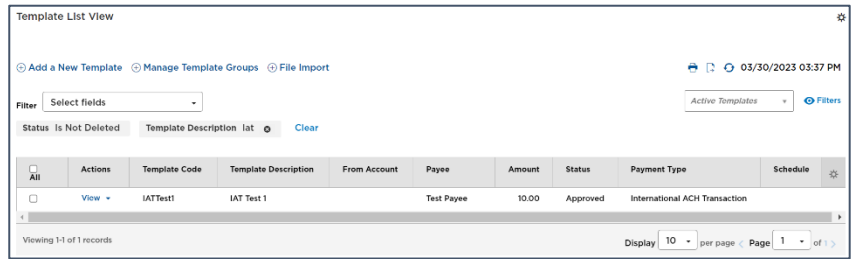 Template List View
Add a New Template Manage Template Groups File Import 03/30/2023 03:37 PM
Filter Select fields Active Templates Filters
Status Is Not Deleted Template Description Iat Clear
All Actions Template Code Template Description From Account Payee Amount Status Payment Type Schedule
View IATTest1 IAT Test 1 Test Payee 10.00 Approved International ACH Transaction
Viewing 1-1 of 1 records Display 10 per page Page 1 of 1